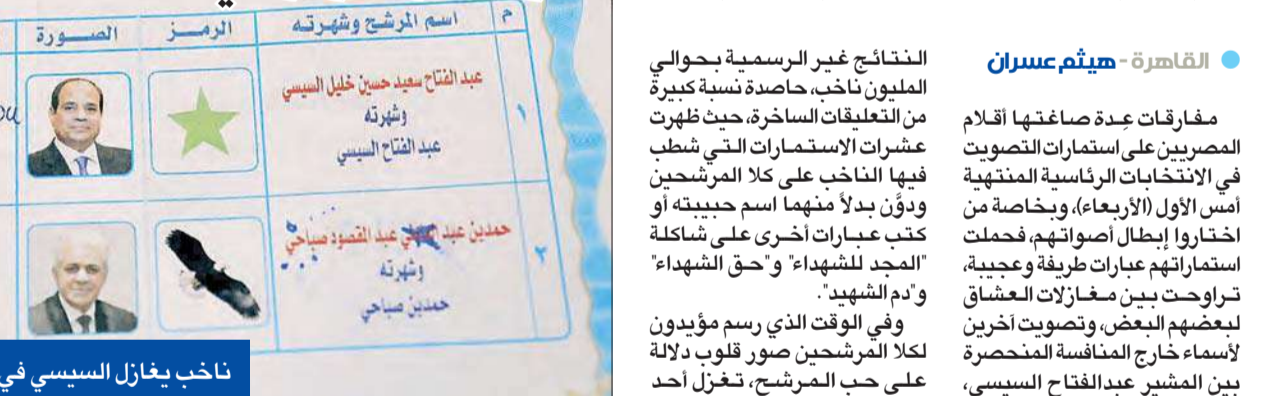 القاهرة - هيثم عسران
مفارقات عِدة صاغتها أقلام
المصريين على استمارات التصويت
في الانتخابات الرئاسية المنتهية
أمس الأول (الأربعاء)، وبخاصة من
اختاروا إبطال أصواتهم، فحملت
استماراتهم عبارات طريفة وعجيبة،
تراوحت بين مغازلات العشاق
لبعضهم البعض، وتصويت آخرين
لأسماء خارج المنافسة المنحصرة
بين المشير عبدالفتاح السيسي،
النتائج غير الرسمية بحوالي
المليون ناخب، حاصدة نسبة كبيرة
من التعليقات الساخرة، حيث ظهرت
عشرات الاستمارات التي شطب
فيها الناخب على كلا المرشحين
ودوَّن بدلاً منهما اسم حبيبته أو
كتب عبارات أخرى على شاكلة
"المجد للشهداء" و"حق الشهداء"
و"دم الشهيد".
وفي الوقت الذي رسم مؤيدون
لكلا المرشحين صور قلوب دلالة
على حب المرشح، تغزل أحد
م اسم المرشح وشهرته الرمز الصورة
عبد الفتاح سعيد حسين خليل السيسي
١ وشهرته
عبد الفتاح السيسي
حمدين عبد عبد المقصود صباحي
٢ وشهرته
حمدين صباحي
ناخب يغازل السيسي في